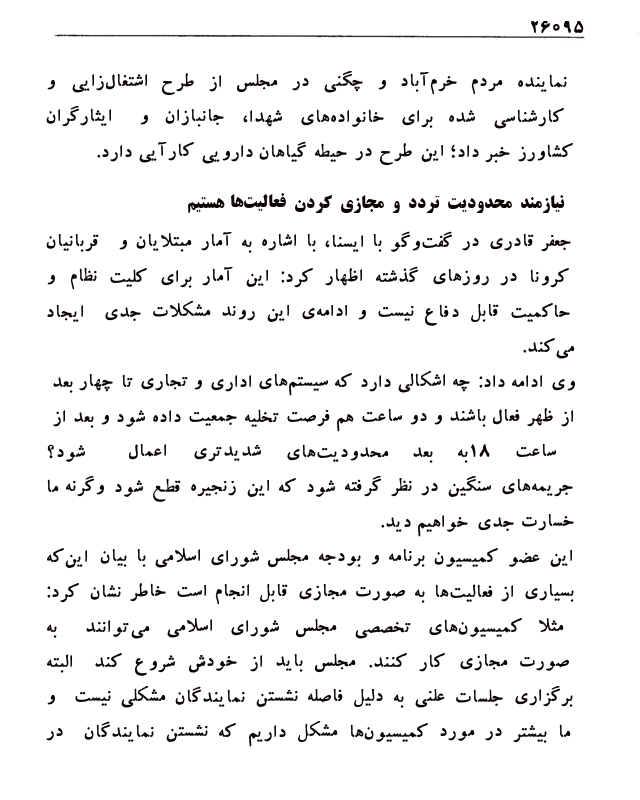 ۲۶۰۹۵
نماینده مردم خرم‌آباد و چگنی در مجلس از طرح اشتغال‌زایی و
کارشناسی شده برای خانواده‌های شهدا، جانبازان و ایثارگران
کشاورز خبر داد؛ این طرح در حیطه گیاهان دارویی کارآیی دارد.
نیازمند محدودیت تردد و مجازی کردن فعالیت‌ها هستیم
جعفر قادری در گفت‌وگو با ایسنا، با اشاره به آمار مبتلایان و قربانیان
کرونا در روزهای گذشته اظهار کرد: این آمار برای کلیت نظام و
حاکمیت قابل دفاع نیست و ادامه‌ی این روند مشکلات جدی ایجاد
می‌کند.
وی ادامه داد: چه اشکالی دارد که سیستم‌های اداری و تجاری تا چهار بعد
از ظهر فعال باشند و دو ساعت هم فرصت تخلیه جمعیت داده شود و بعد از
ساعت ۱۸به بعد محدودیت‌های شدیدتری اعمال شود؟
جریمه‌های سنگین در نظر گرفته شود که این زنجیره قطع شود وگرنه ما
خسارت جدی خواهیم دید.
این عضو کمیسیون برنامه و بودجه مجلس شورای اسلامی با بیان این‌که
بسیاری از فعالیت‌ها به صورت مجازی قابل انجام است خاطر نشان کرد:
مثلا کمیسیون‌های تخصصی مجلس شورای اسلامی می‌توانند به
صورت مجازی کار کنند. مجلس باید از خودش شروع کند البته
برگزاری جلسات علنی به دلیل فاصله نشستن نمایندگان مشکلی نیست و
ما بیشتر در مورد کمیسیون‌ها مشکل داریم که نشستن نمایندگان در